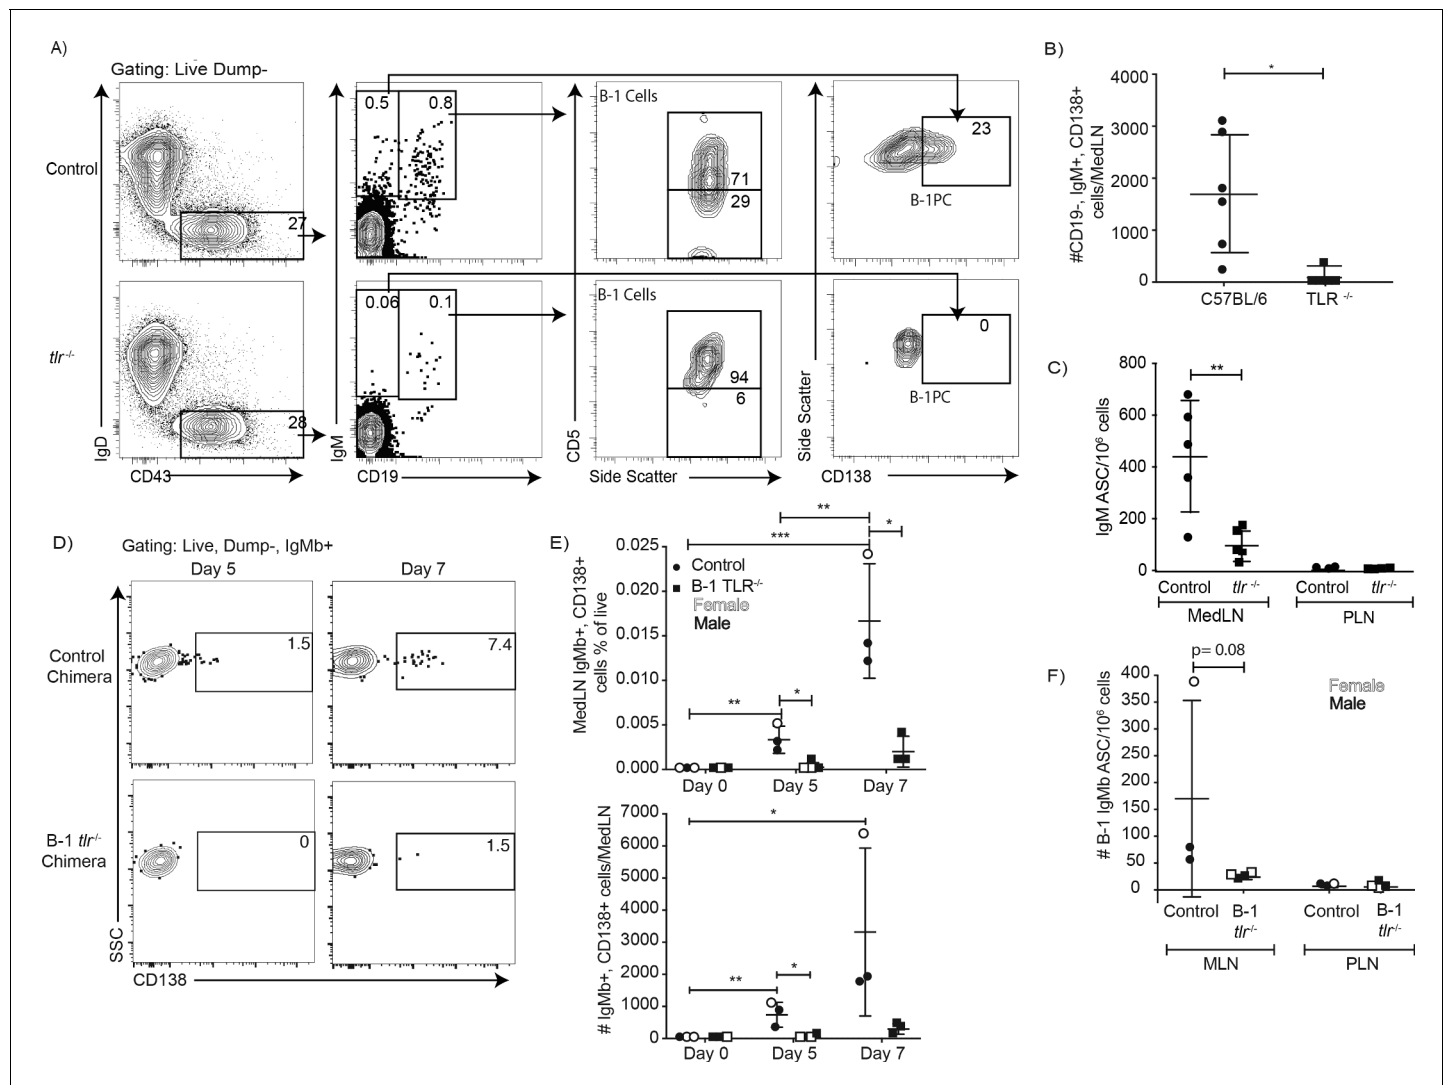 A)
Gating: Live Dump-
Control
tlr-/-
IgD
CD43
27
28
0.5
0.8
0.06
0.1
IgM
CD19
B-1 Cells
71
29
B-1 Cells
94
6
CD5
Side Scatter
23
B-1PC
0
B-1PC
Side Scatter
CD138
B)
*
4000
3000
2000
1000
0
#CD19-, IgM+, CD138+
cells/MedLN
C57BL/6
TLR -/-
C)
**
800
600
400
200
0
IgM ASC/10⁶ cells
Control
tlr -/-
Control
tlr-/-
MedLN
PLN
D)
Gating: Live, Dump-, IgMb+
Day 5
Day 7
Control
Chimera
1.5
7.4
B-1 tlr-/-
Chimera
0
1.5
SSC
CD138
E)
**
***
*
0.025
0.020
0.015
0.010
0.005
0.000
MedLN IgMb+, CD138+
cells % of live
Control
B-1 TLR-/-
Female
Male
**
*
Day 0
Day 5
Day 7
*
7000
6000
5000
4000
3000
2000
1000
0
# IgMb+, CD138+ cells/MedLN
**
*
Day 0
Day 5
Day 7
F)
p= 0.08
400
350
300
250
200
150
100
50
0
# B-1 IgMb ASC/10⁶ cells
Female
Male
Control
B-1
tlr-/-
Control
B-1
tlr-/-
MLN
PLN